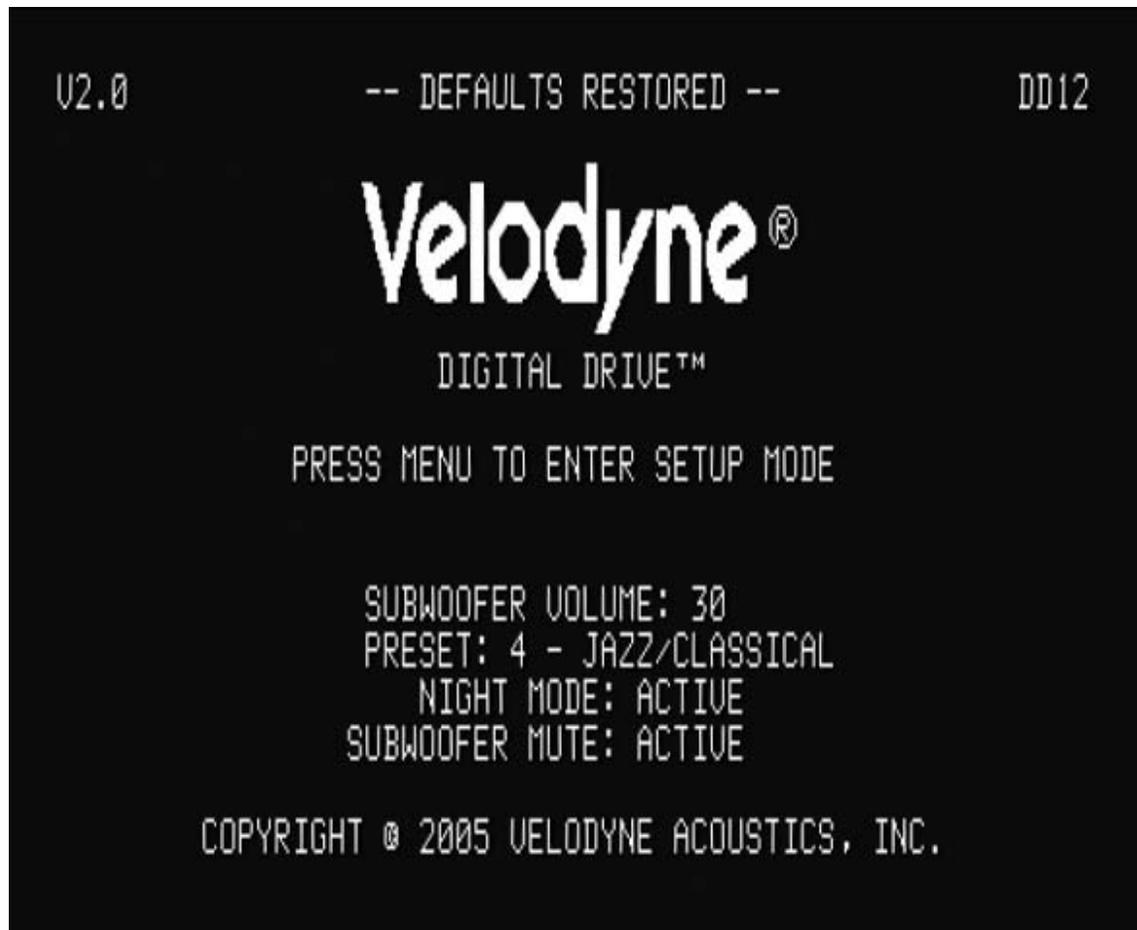 V2.0 -- DEFAULTS RESTORED -- DD12
Velodyne®
DIGITAL DRIVE™
PRESS MENU TO ENTER SETUP MODE
SUBWOOFER VOLUME: 30
PRESET: 4 - JAZZ/CLASSICAL
NIGHT MODE: ACTIVE
SUBWOOFER MUTE: ACTIVE
COPYRIGHT © 2005 VELODYNE ACOUSTICS, INC.